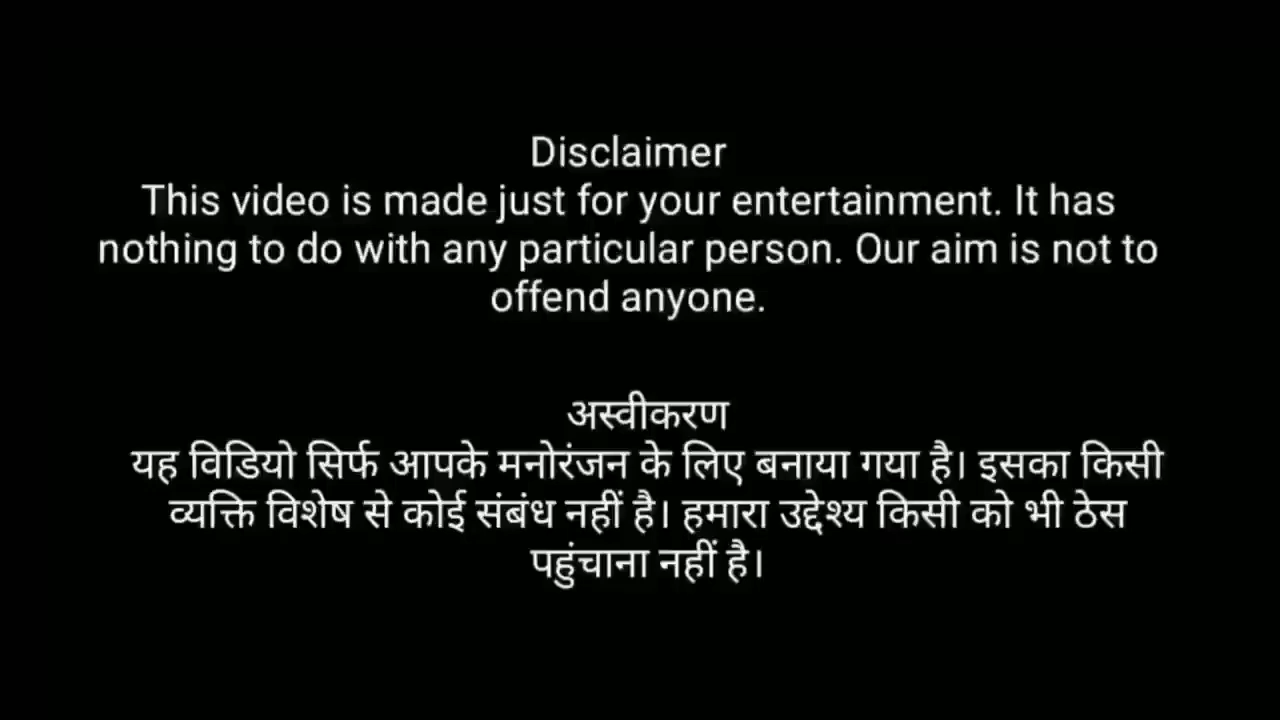 Disclaimer
This video is made just for your entertainment. It has
nothing to do with any particular person. Our aim is not to
offend anyone.
अस्वीकरण
यह विडियो सिर्फ आपके मनोरंजन के लिए बनाया गया है। इसका किसी
व्यक्ति विशेष से कोई संबंध नहीं है। हमारा उद्देश्य किसी को भी ठेस
पहुंचाना नहीं है।